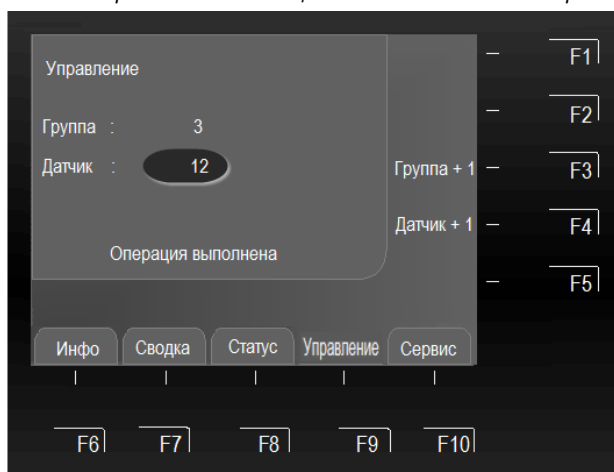 Управление
F1
F2
Группа : 3
Датчик : 12
Группа + 1
F3
Датчик + 1
F4
Операция выполнена
F5
Инфо Сводка Статус Управление Сервис
F6 F7 F8 F9 F10